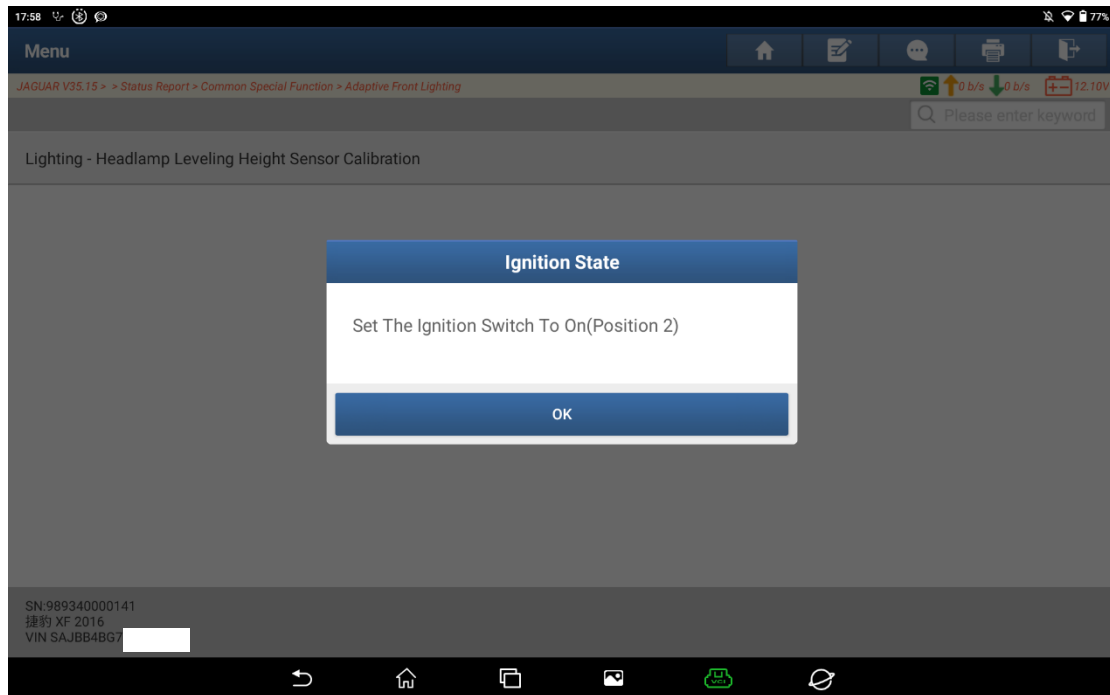 17:58
77%
Menu
JAGUAR V35.15 > > Status Report > Common Special Function > Adaptive Front Lighting
0 b/s 0 b/s 12.10V
Please enter keyword
Lighting - Headlamp Leveling Height Sensor Calibration
Ignition State
Set The Ignition Switch To On(Position 2)
OK
SN:989340000141
捷豹 XF 2016
VIN SAJBB4BG7
VCI